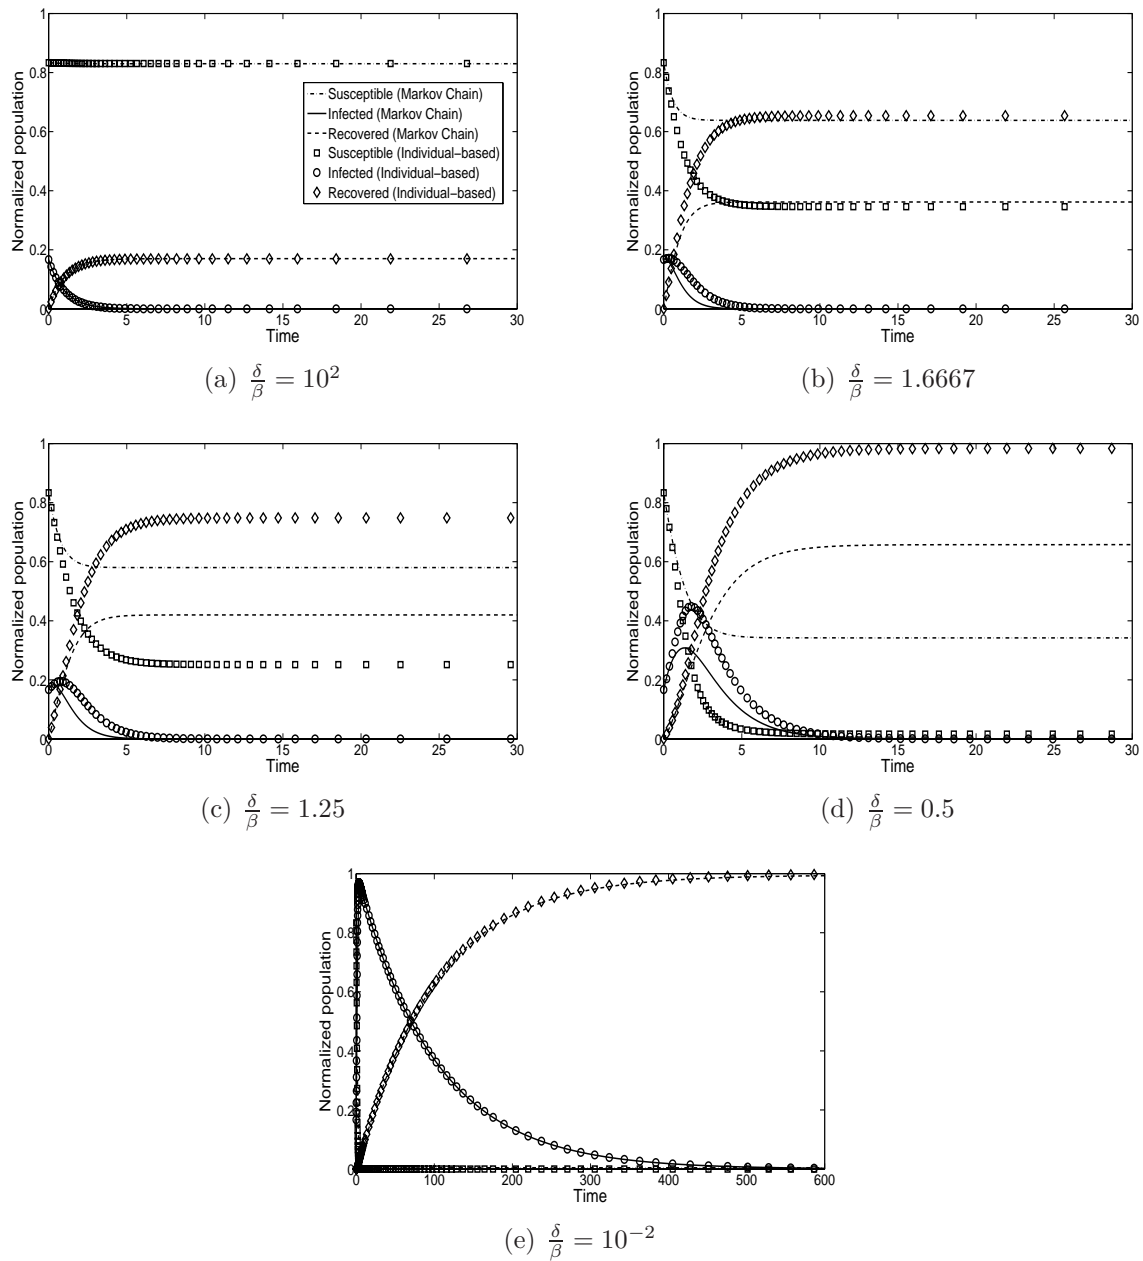 1
0.8
0.6
0.4
0.2
0
0 5 10 15 20 25 30
Normalized population
Time
Susceptible (Markov Chain)
Infected (Markov Chain)
Recovered (Markov Chain)
Susceptible (Individual−based)
Infected (Individual−based)
Recovered (Individual−based)
(a) δ/β = 10²
1
0.8
0.6
0.4
0.2
0
0 5 10 15 20 25 30
Normalized population
Time
(b) δ/β = 1.6667
1
0.8
0.6
0.4
0.2
0
0 5 10 15 20 25 30
Normalized population
Time
(c) δ/β = 1.25
1
0.8
0.6
0.4
0.2
0
0 5 10 15 20 25 30
Normalized population
Time
(d) δ/β = 0.5
1
0.8
0.6
0.4
0.2
0
0 100 200 300 400 500 600
Normalized population
Time
(e) δ/β = 10⁻²